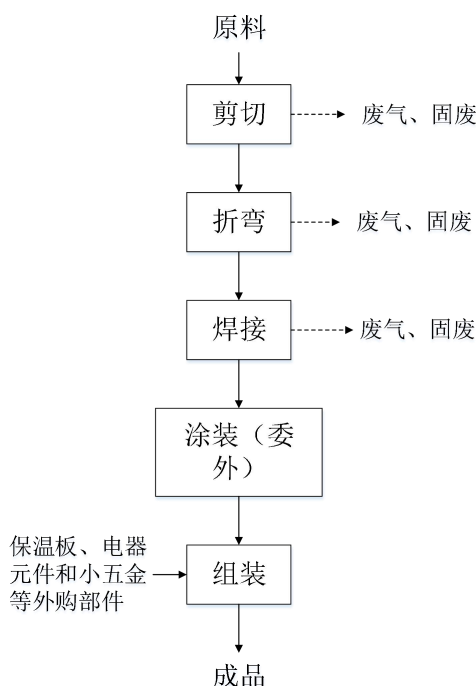 原料
剪切
废气、固废
折弯
废气、固废
焊接
废气、固废
涂装（委
外）
保温板、电器
元件和小五金
等外购部件
组装
成品